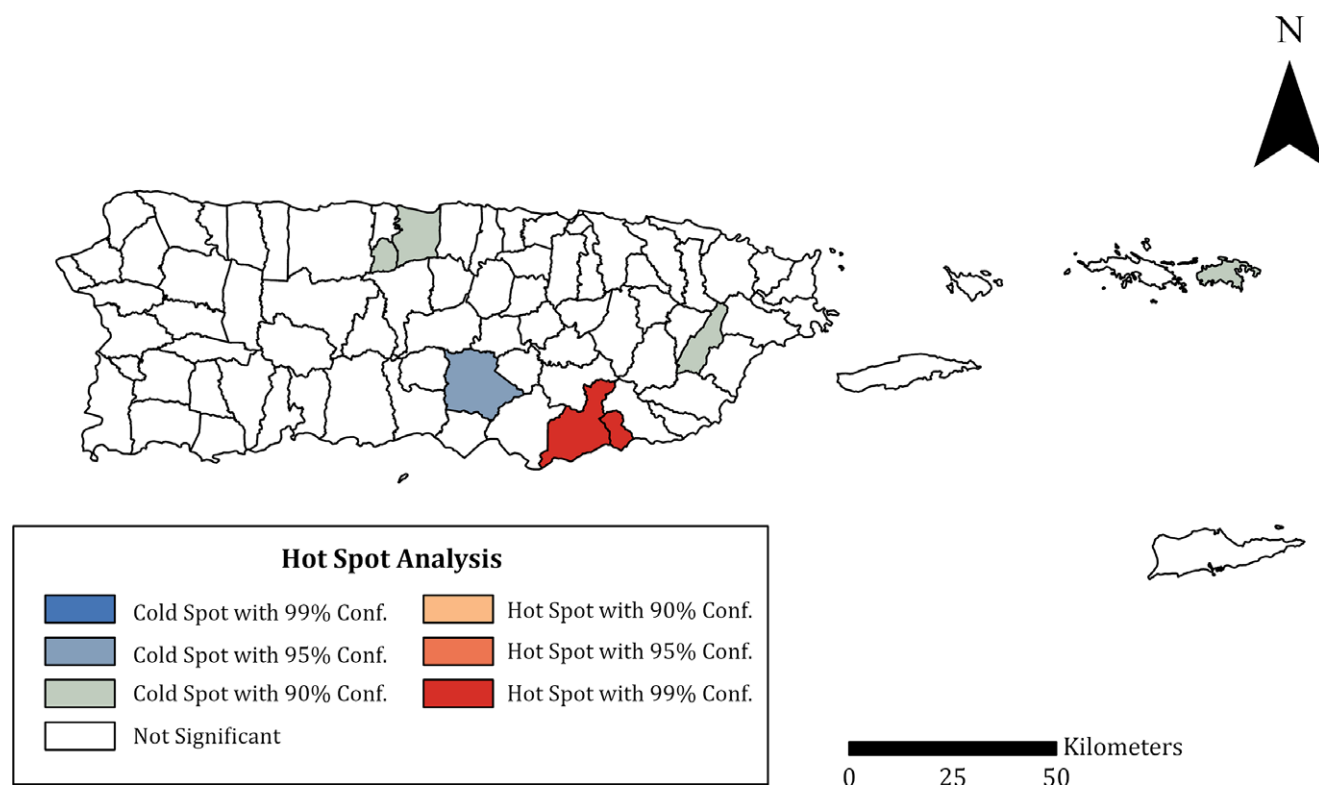 N
Hot Spot Analysis
Cold Spot with 99% Conf.
Hot Spot with 90% Conf.
Cold Spot with 95% Conf.
Hot Spot with 95% Conf.
Cold Spot with 90% Conf.
Hot Spot with 99% Conf.
Not Significant
Kilometers
0 25 50